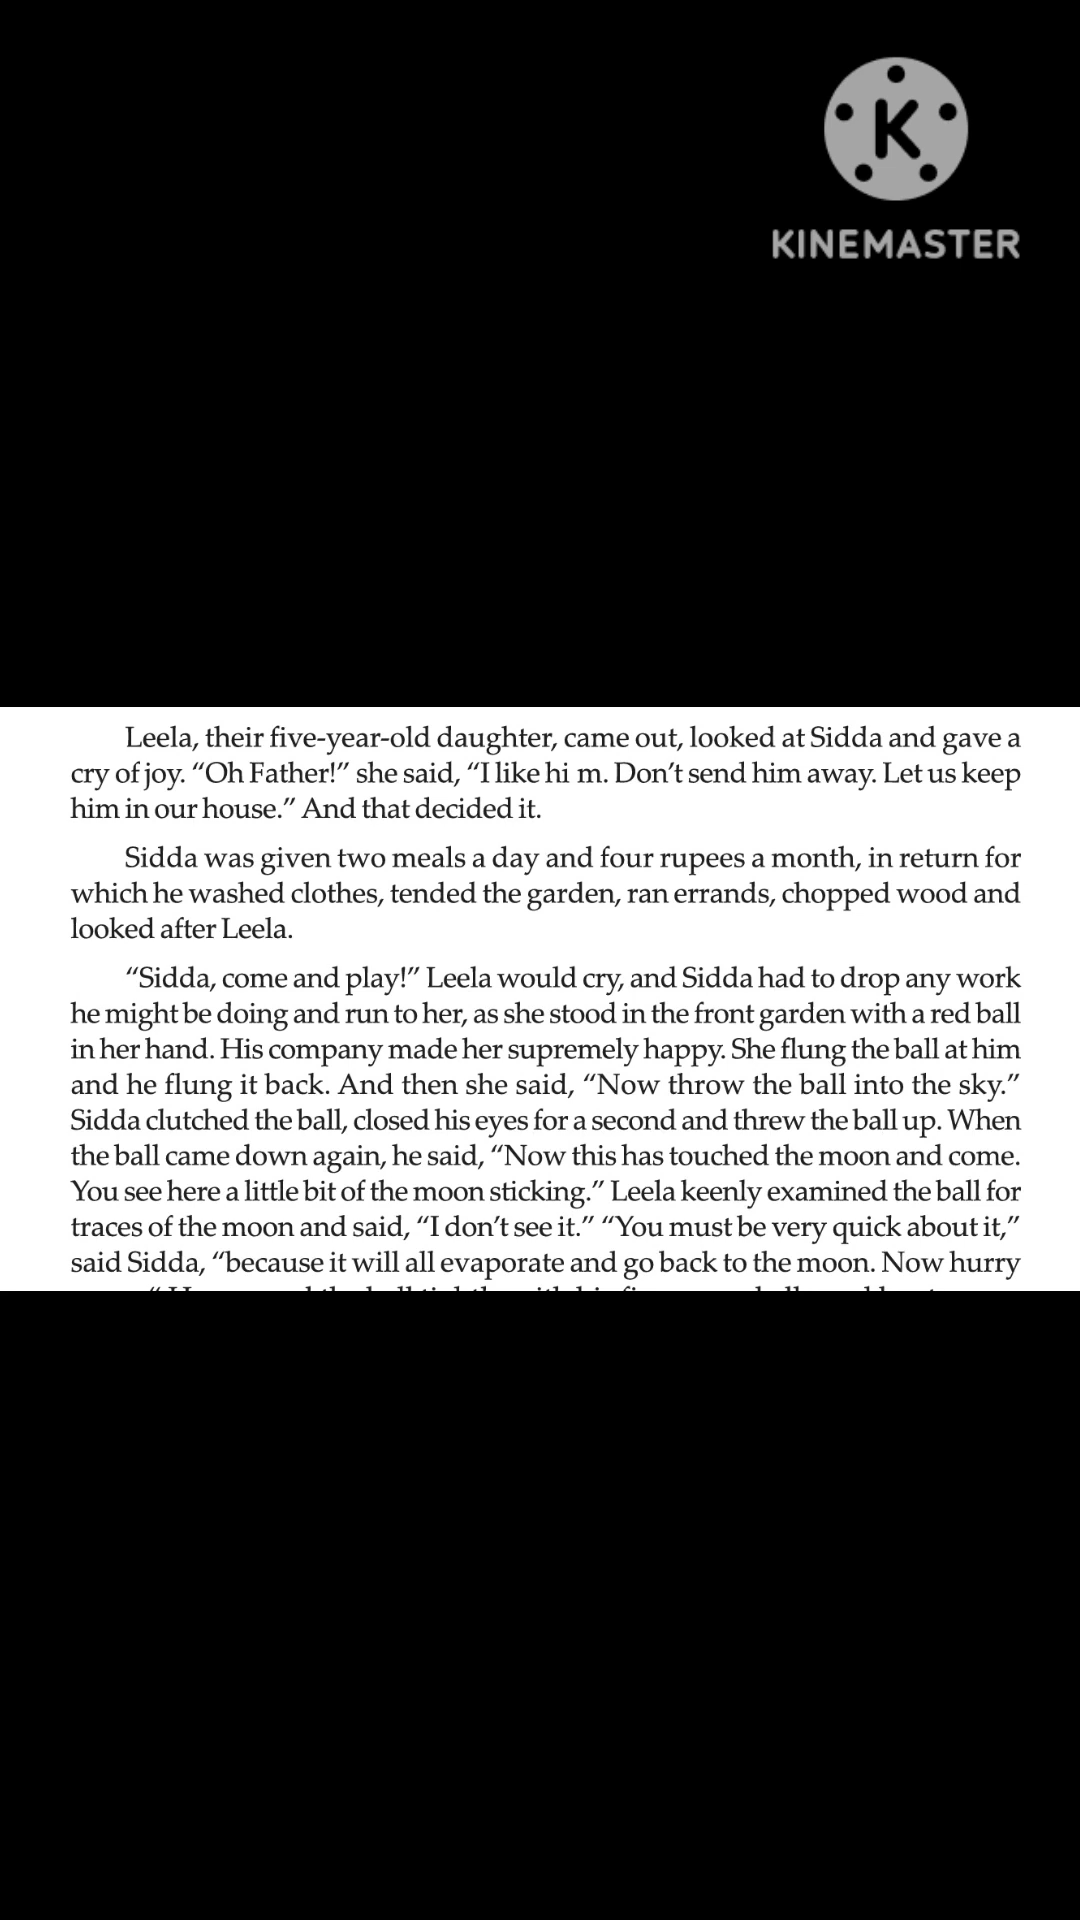 K
KINEMASTER
Leela, their five-year-old daughter, came out, looked at Sidda and gave a
cry of joy. “Oh Father!” she said, “I like hi m. Don’t send him away. Let us keep
him in our house.” And that decided it.
Sidda was given two meals a day and four rupees a month, in return for
which he washed clothes, tended the garden, ran errands, chopped wood and
looked after Leela.
“Sidda, come and play!” Leela would cry, and Sidda had to drop any work
he might be doing and run to her, as she stood in the front garden with a red ball
in her hand. His company made her supremely happy. She flung the ball at him
and he flung it back. And then she said, “Now throw the ball into the sky.”
Sidda clutched the ball, closed his eyes for a second and threw the ball up. When
the ball came down again, he said, “Now this has touched the moon and come.
You see here a little bit of the moon sticking.” Leela keenly examined the ball for
traces of the moon and said, “I don’t see it.” “You must be very quick about it,”
said Sidda, “because it will all evaporate and go back to the moon. Now hurry